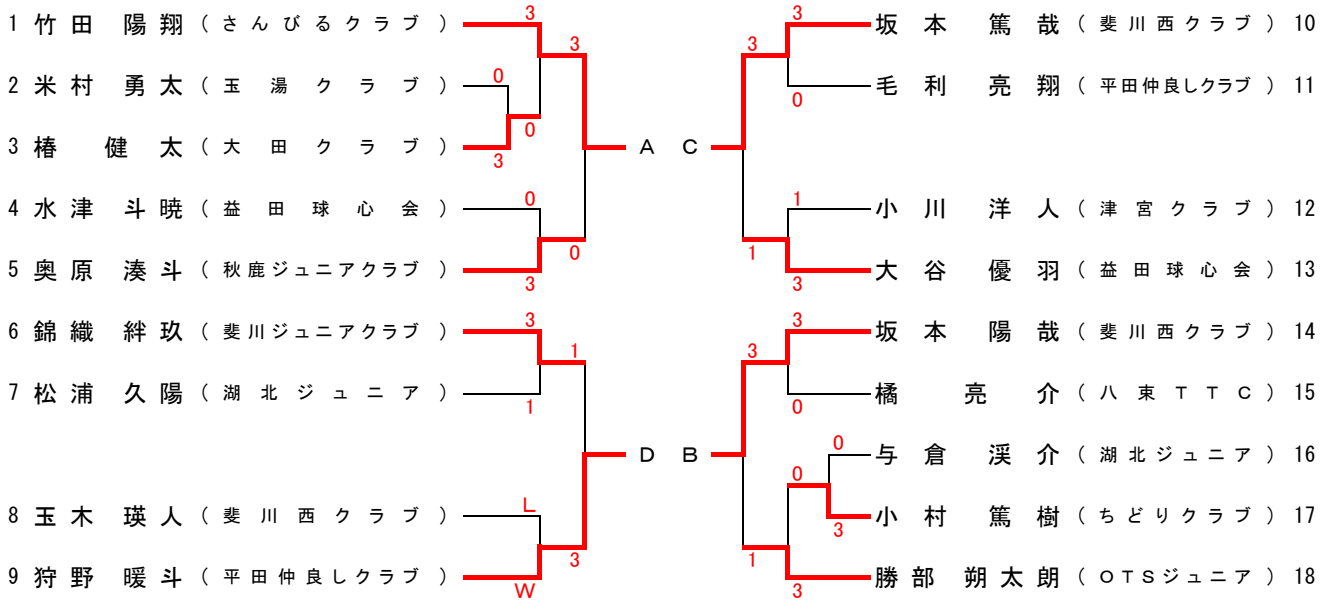 3
1 竹田 陽翔 (さんびるクラブ)
3
0
2 米村 勇太 (玉湯クラブ)
0
3 椿 健太 (大田クラブ)
3
A
0
4 水津 斗暁 (益田球心会)
0
5 奥原 湊斗 (秋鹿ジュニアクラブ)
3
3
6 錦織 絆玖 (斐川ジュニアクラブ)
1
7 松浦 久陽 (湖北ジュニア)
1
D
L
8 玉木 瑛人 (斐川西クラブ)
3
9 狩野 暖斗 (平田仲良しクラブ)
W
3
坂本 篤哉 (斐川西クラブ) 10
3
毛利 亮翔 (平田仲良しクラブ) 11
0
C
1
小川 洋人 (津宮クラブ) 12
1
大谷 優羽 (益田球心会) 13
3
3
坂本 陽哉 (斐川西クラブ) 14
3
橘 亮介 (八束TTC) 15
0
0
与倉 渓介 (湖北ジュニア) 16
B
0
小村 篤樹 (ちどりクラブ) 17
3
1
勝部 朔太朗 (OTSジュニア) 18
3